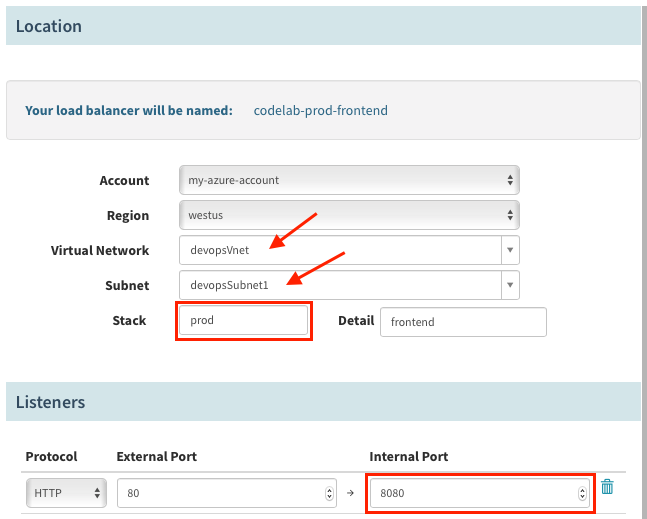 Location
Your load balancer will be named: codelab-prod-frontend
Account my-azure-account
Region westus
Virtual Network devopsVnet
Subnet devopsSubnet1
Stack prod Detail frontend
Listeners
Protocol External Port Internal Port
HTTP 80 → 8080